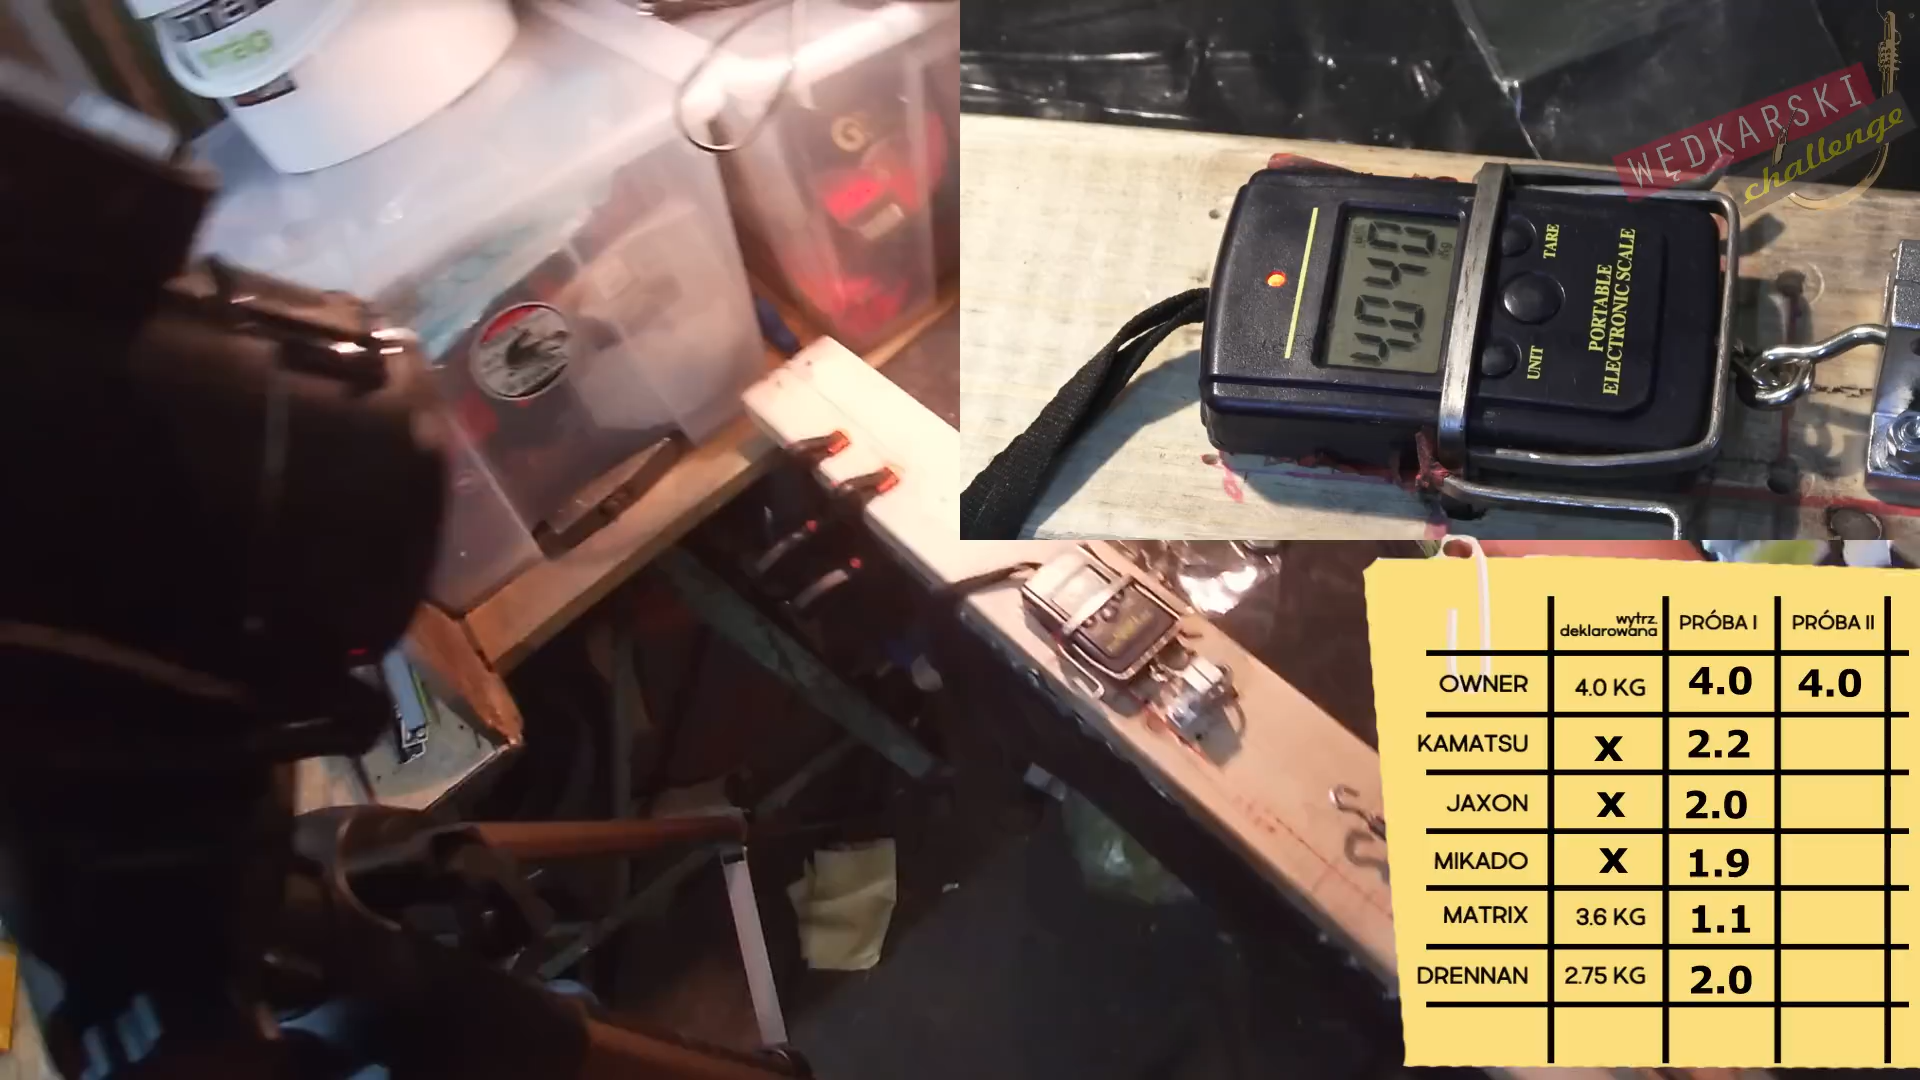 WĘDKARSKI
challenge
TARE
UNIT
PORTABLE
ELECTRONIC SCALE
wytrz.
deklarowana PRÓBA I PRÓBA II
OWNER 4.0 KG 4.0 4.0
KAMATSU X 2.2
JAXON X 2.0
MIKADO X 1.9
MATRIX 3.6 KG 1.1
DRENNAN 2.75 KG 2.0